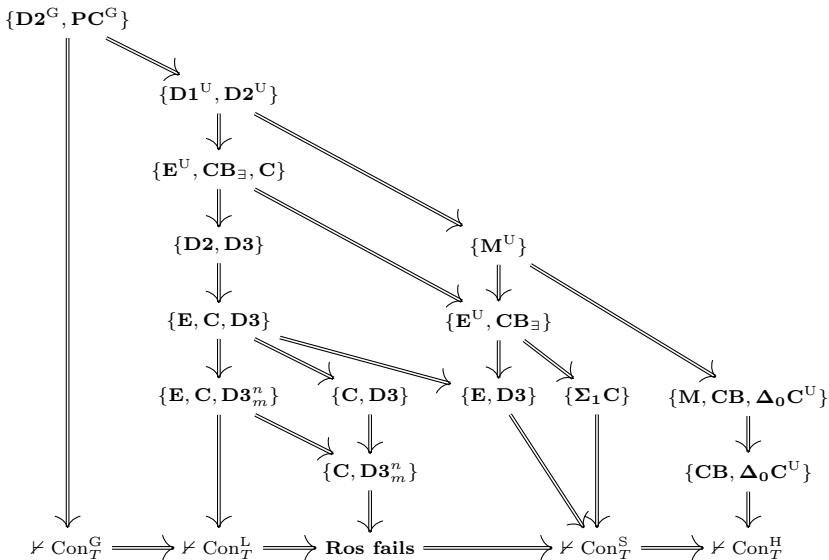 {D2^G, PC^G}
{D1^U, D2^U}
{E^U, CB_∃, C}
{D2, D3} {M^U}
{E, C, D3} {E^U, CB_∃}
{E, C, D3^n_m} {C, D3} {E, D3} {Σ₁C} {M, CB, Δ₀C^U}
{C, D3^n_m} {CB, Δ₀C^U}
⊬ Con^G_T ⊬ Con^L_T Ros fails ⊬ Con^S_T ⊬ Con^H_T